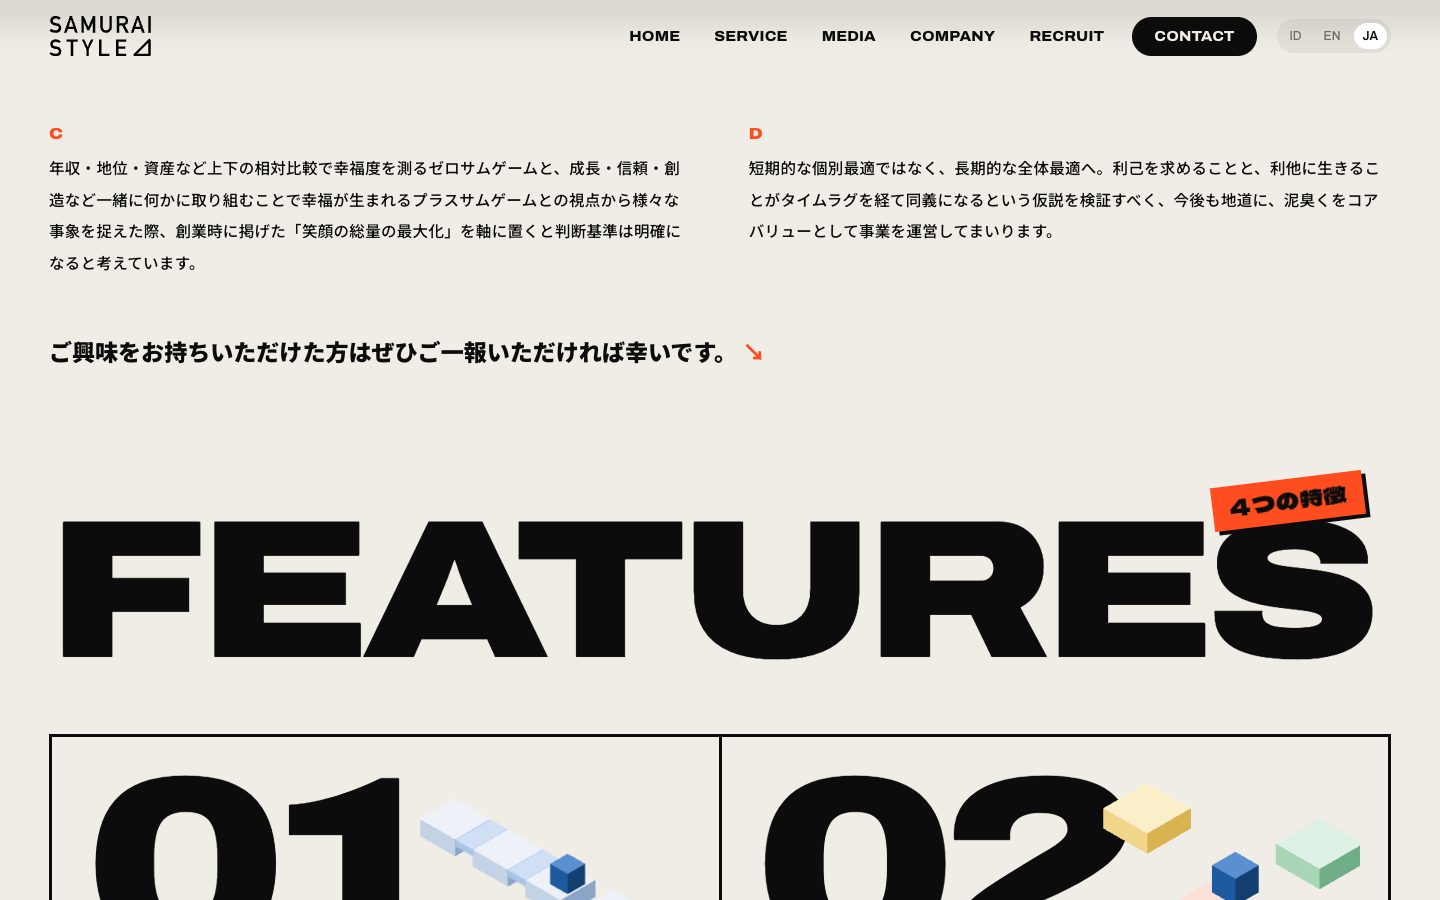 SAMURAI
STYLE
HOME SERVICE MEDIA COMPANY RECRUIT CONTACT ID EN JA
C
年収・地位・資産など上下の相対比較で幸福度を測るゼロサムゲームと、成長・信頼・創
造など一緒に何かに取り組むことで幸福が生まれるプラスサムゲームとの視点から様々な
事象を捉えた際、創業時に掲げた「笑顔の総量の最大化」を軸に置くと判断基準は明確に
なると考えています。
D
短期的な個別最適ではなく、長期的な全体最適へ。利己を求めることと、利他に生きるこ
とがタイムラグを経て同義になるという仮説を検証すべく、今後も地道に、泥臭くをコア
バリューとして事業を運営してまいります。
ご興味をお持ちいただけた方はぜひご一報いただければ幸いです。 ↘
4つの特徴
FEATURES
01
02